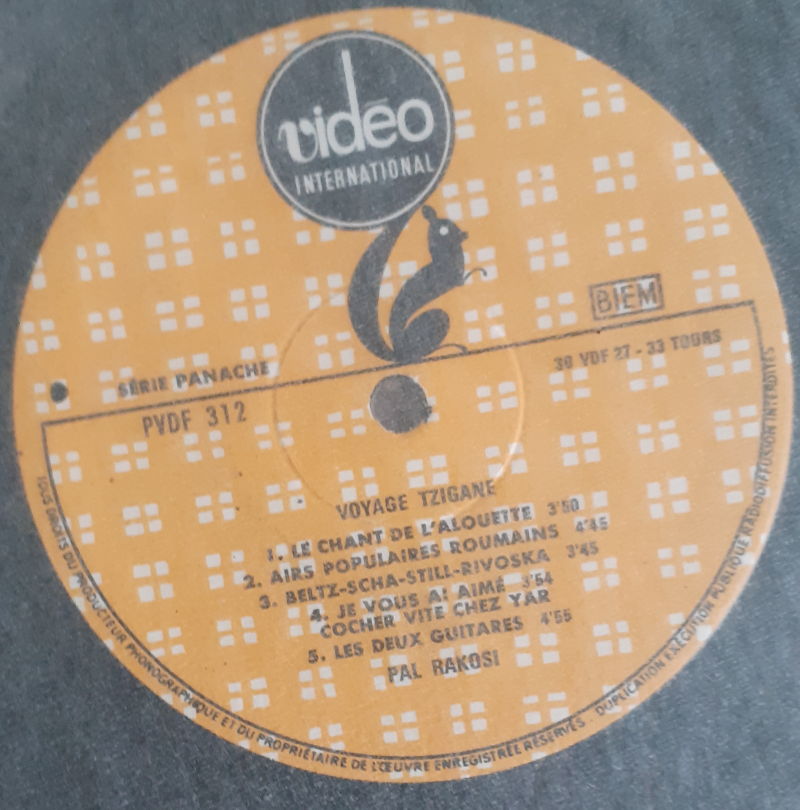 vidéo
INTERNATIONAL
BIEM
SÉRIE PANACHE
30 VDF 27 - 33 TOURS
PVDF 312
VOYAGE TZIGANE
1. LE CHANT DE L'ALOUETTE 3'50
2. AIRS POPULAIRES ROUMAINS 4'45
3. BELTZ-SCHA-STILL-RIVOSKA 3'45
4. JE VOUS AI AIMÉ 3'54
COCHER VITE CHEZ YAR
5. LES DEUX GUITARES 4'55
PAL RAKOSI
TOUS DROITS DU PRODUCTEUR PHONOGRAPHIQUE ET DU PROPRIÉTAIRE DE L'ŒUVRE ENREGISTRÉE RÉSERVÉS - DUPLICATION EXÉCUTION PUBLIQUE RADIODIFFUSION INTERDITES